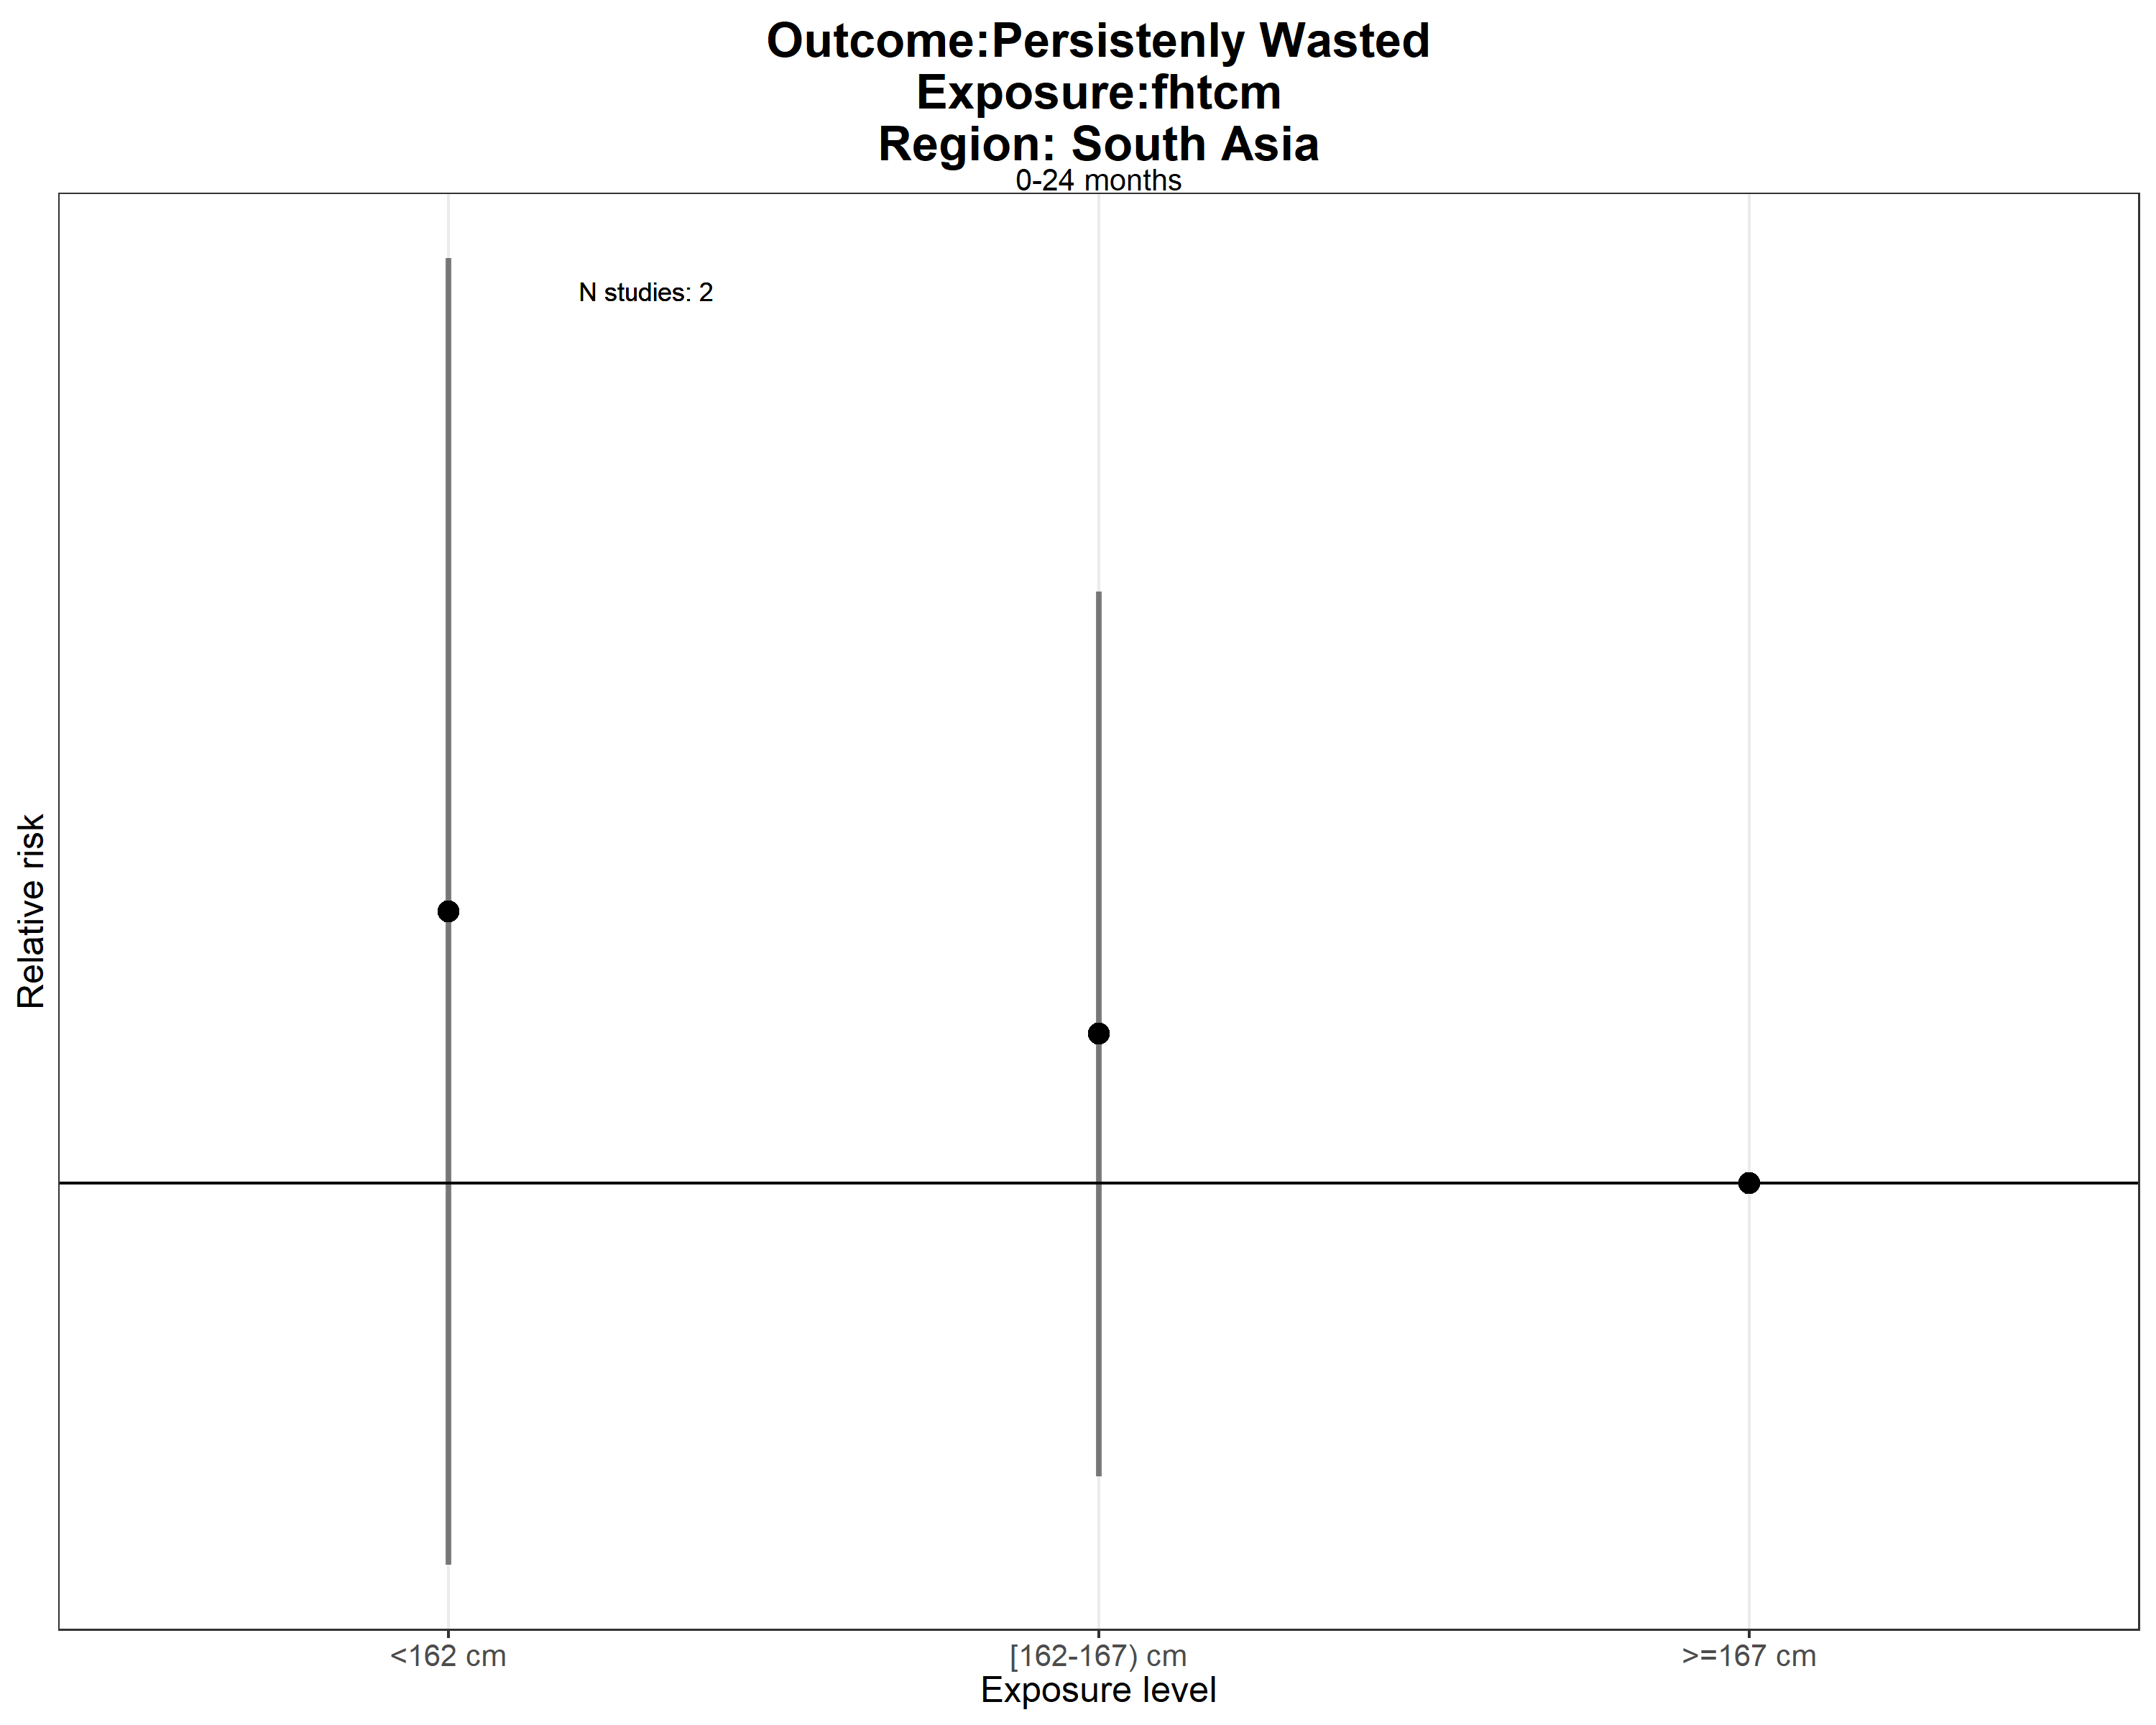 Outcome:Persistenly Wasted
Exposure:fhtcm
Region: South Asia
0-24 months
N studies: 2
Relative risk
<162 cm
[162-167) cm
>=167 cm
Exposure level